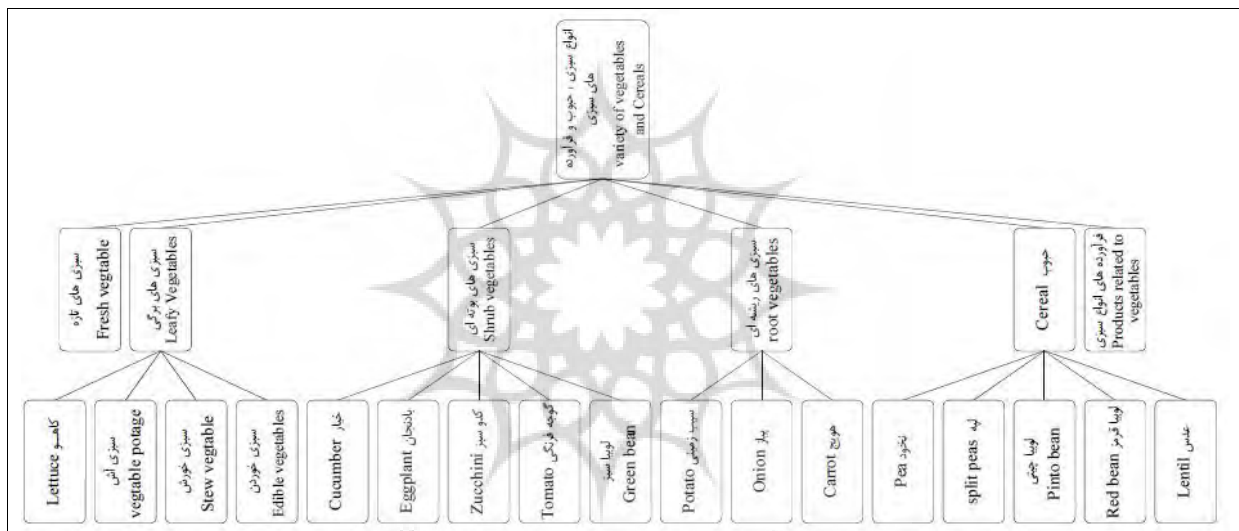 انواع سبزی ، حبوب و فرآورده
های سبزی
variety of vegetables
and Cereals
سبزی های تازه
Fresh vegtable
سبزی های برگی
Leafy Vegetables
سبزی های بوته ای
Shrub vegetables
سبزی های ریشه ای
root vegetables
حبوب Cereal
فرآورده های انواع سبزی
Products related to
vegetables
کاهو Lettuce
سبزی آش
vegtable potage
سبزی خورش
Stew vegtable
سبزی خوردن
Edible vegetables
خیار Cucumber
بادنجان Eggplant
کدو سبز Zucchini
گوجه فرنگی Tomato
لوبیا سبز
Green bean
سیب زمینی Potato
پیاز Onion
هویج Carrot
نخود Pea
لپه split peas
لوبیا چیتی
Pinto bean
لوبیا قرمز Red bean
عدس Lentil